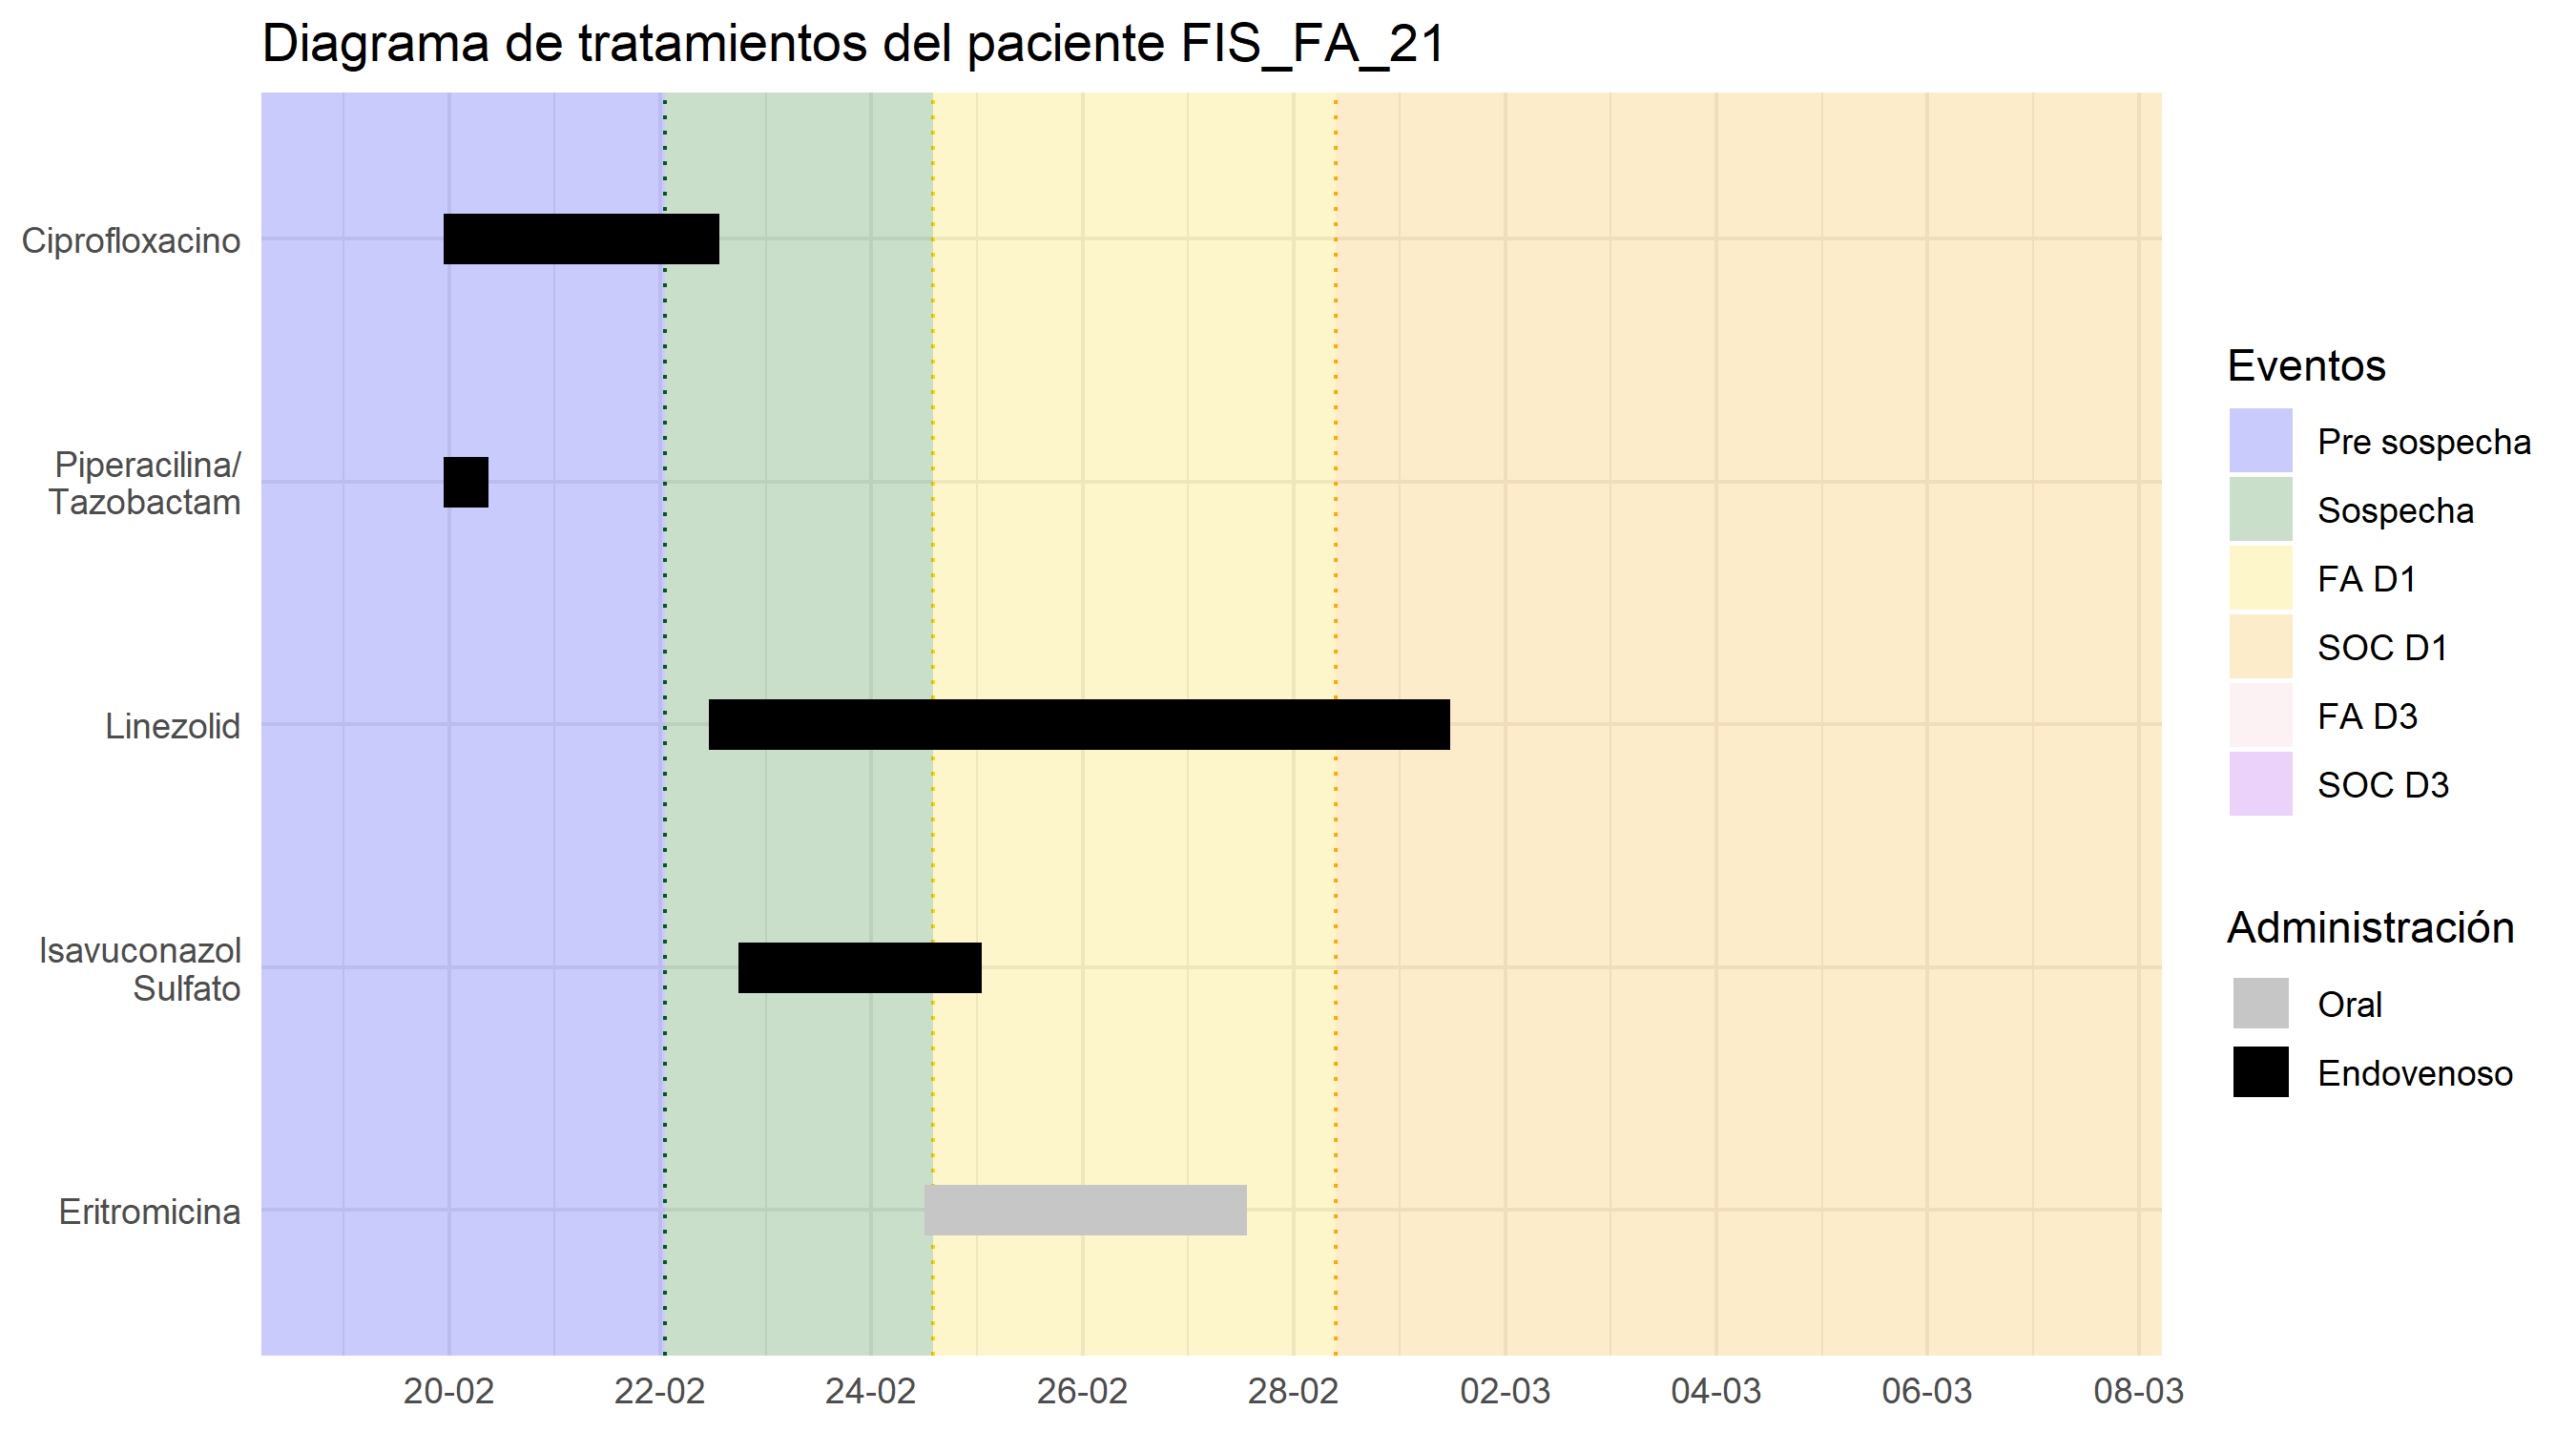 Diagrama de tratamientos del paciente FIS_FA_21
Ciprofloxacino
Piperacilina/
Tazobactam
Linezolid
Isavuconazol
Sulfato
Eritromicina
20-02
22-02
24-02
26-02
28-02
02-03
04-03
06-03
08-03
Eventos
Pre sospecha
Sospecha
FA D1
SOC D1
FA D3
SOC D3
Administración
Oral
Endovenoso